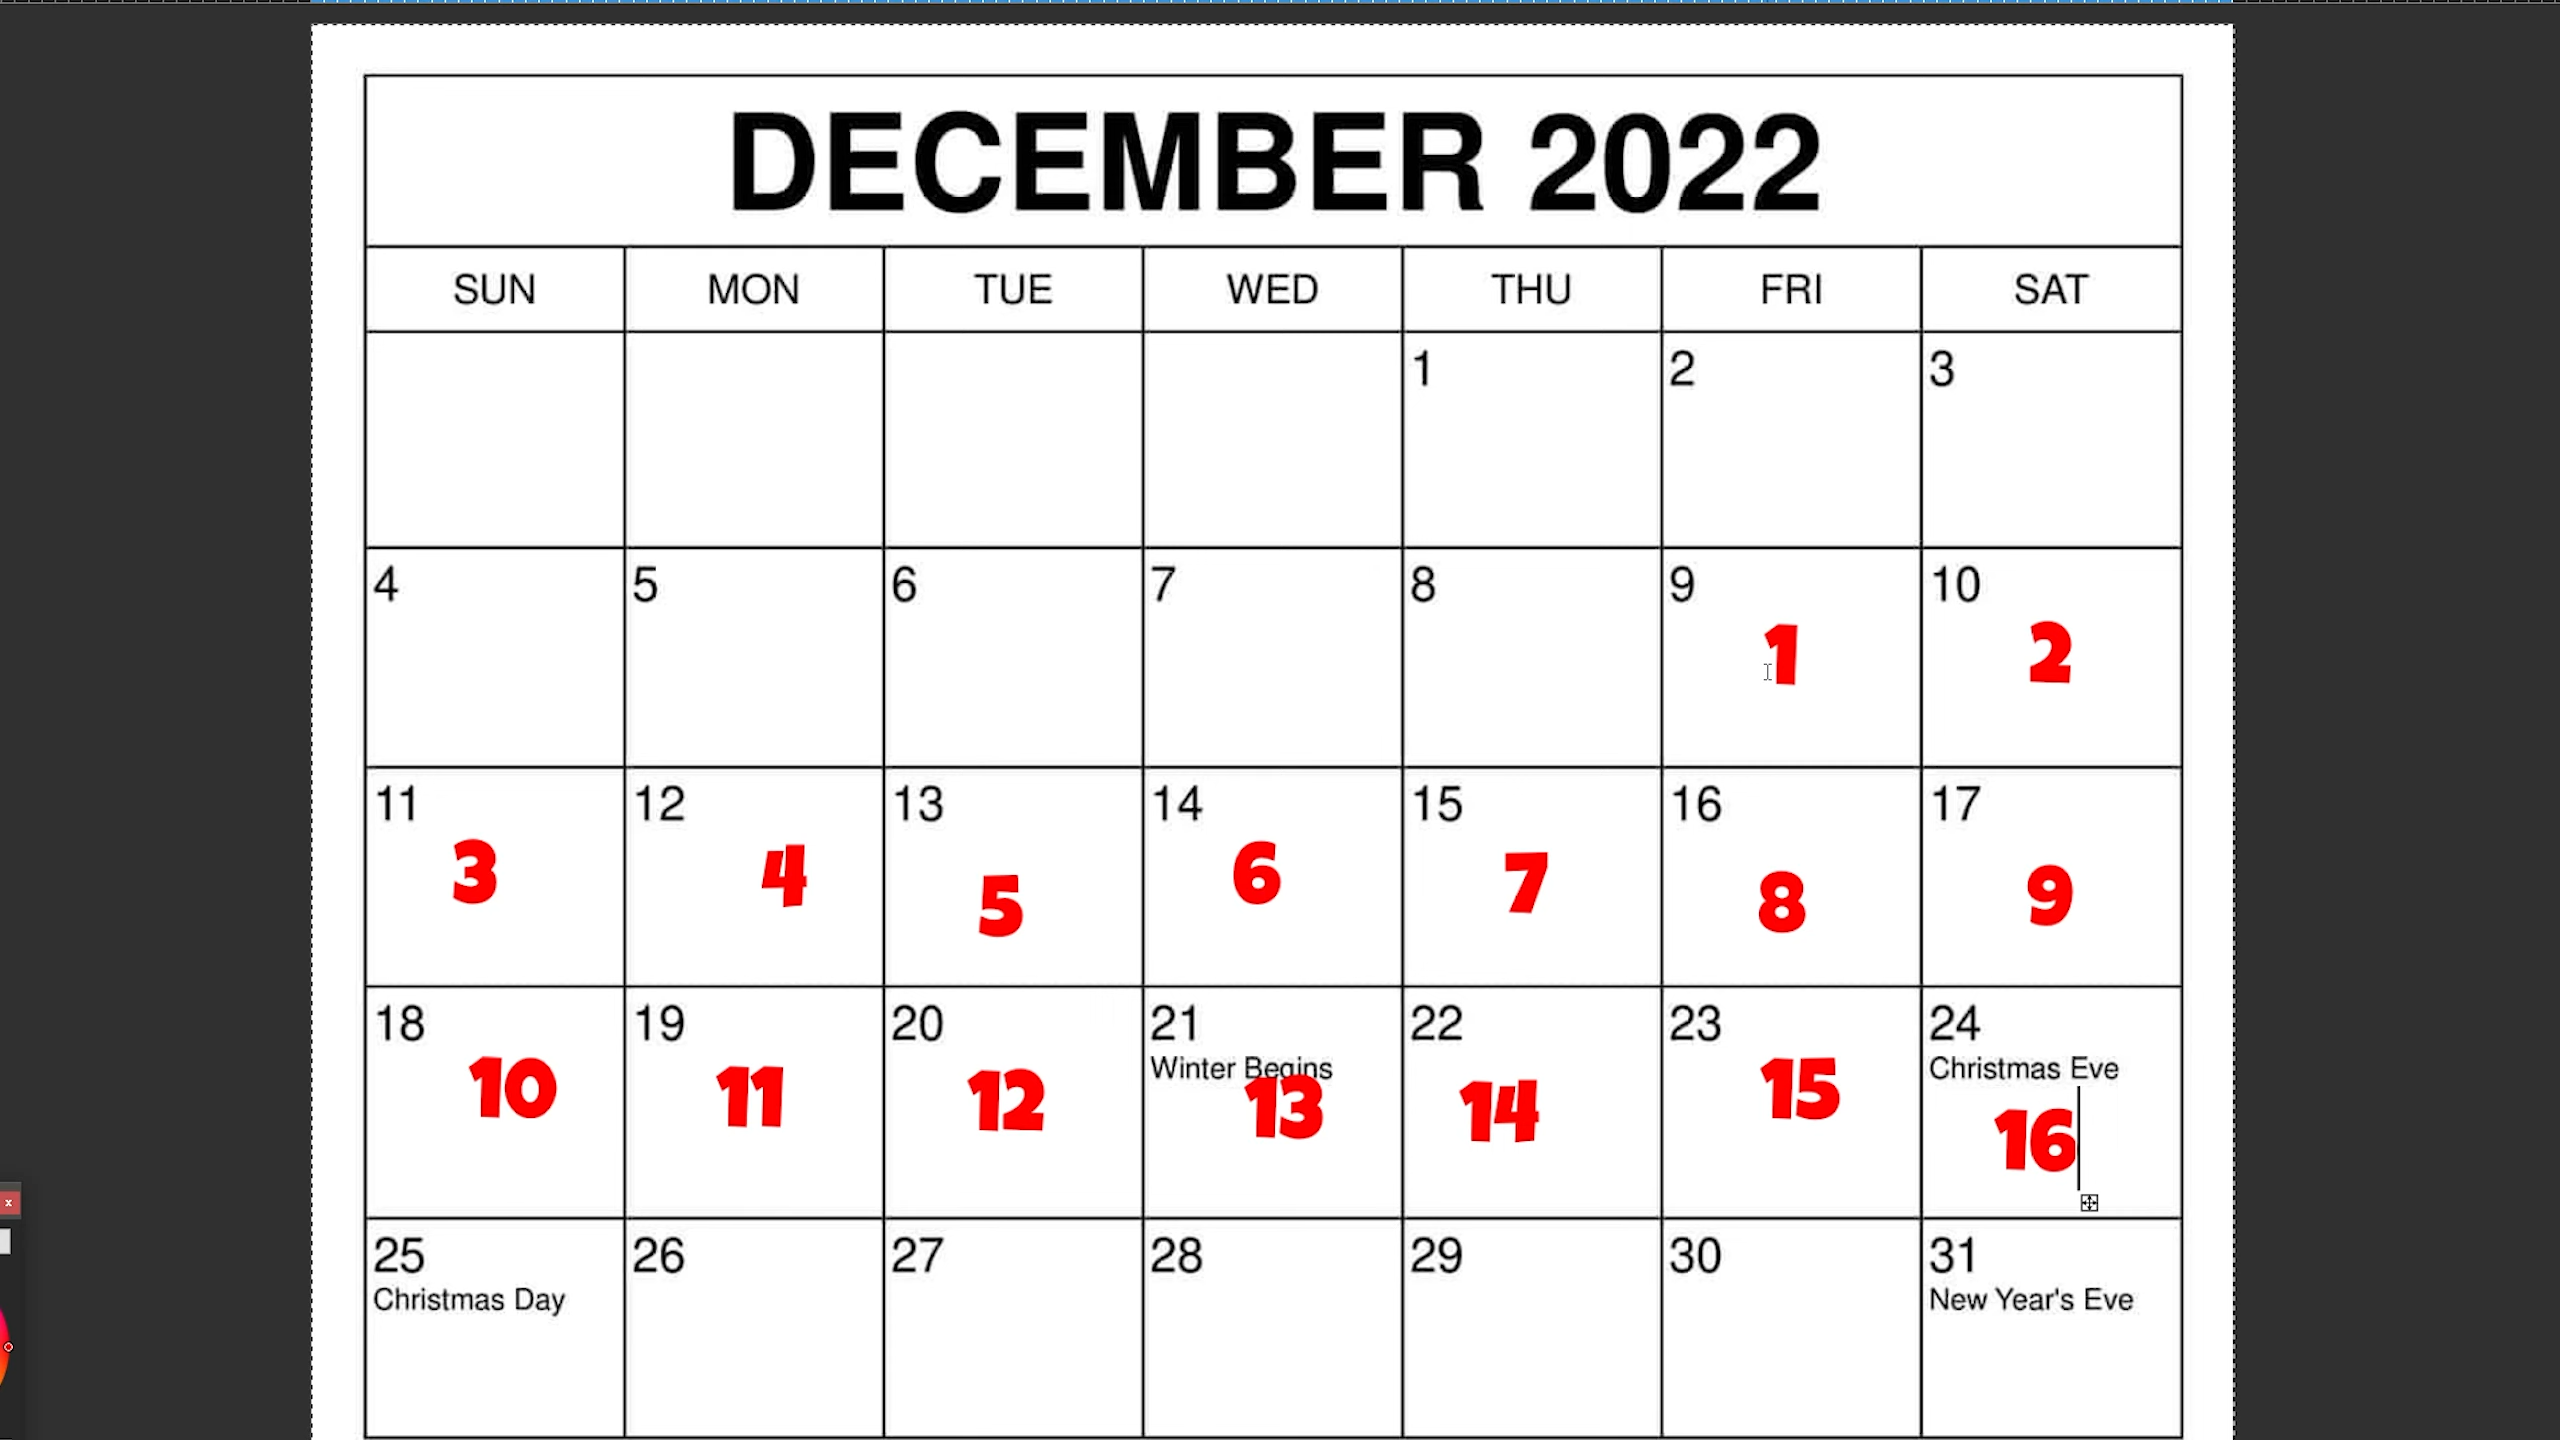 DECEMBER 2022
SUN MON TUE WED THU FRI SAT
1 2 3
4 5 6 7 8 9 10
1 2
11 12 13 14 15 16 17
3 4 5 6 7 8 9
18 19 20 21 22 23 24
Winter Begins Christmas Eve
10 11 12 13 14 15 16
25 26 27 28 29 30 31
Christmas Day New Year's Eve